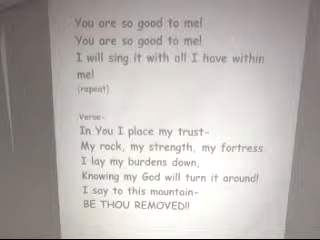 You are so good to me!
You are so good to me!
I will sing it with all I have within
me!
(repeat)
Verse-
In You I place my trust-
My rock, my strength, my fortress
I lay my burdens down,
Knowing my God will turn it around!
I say to this mountain-
BE THOU REMOVED!!